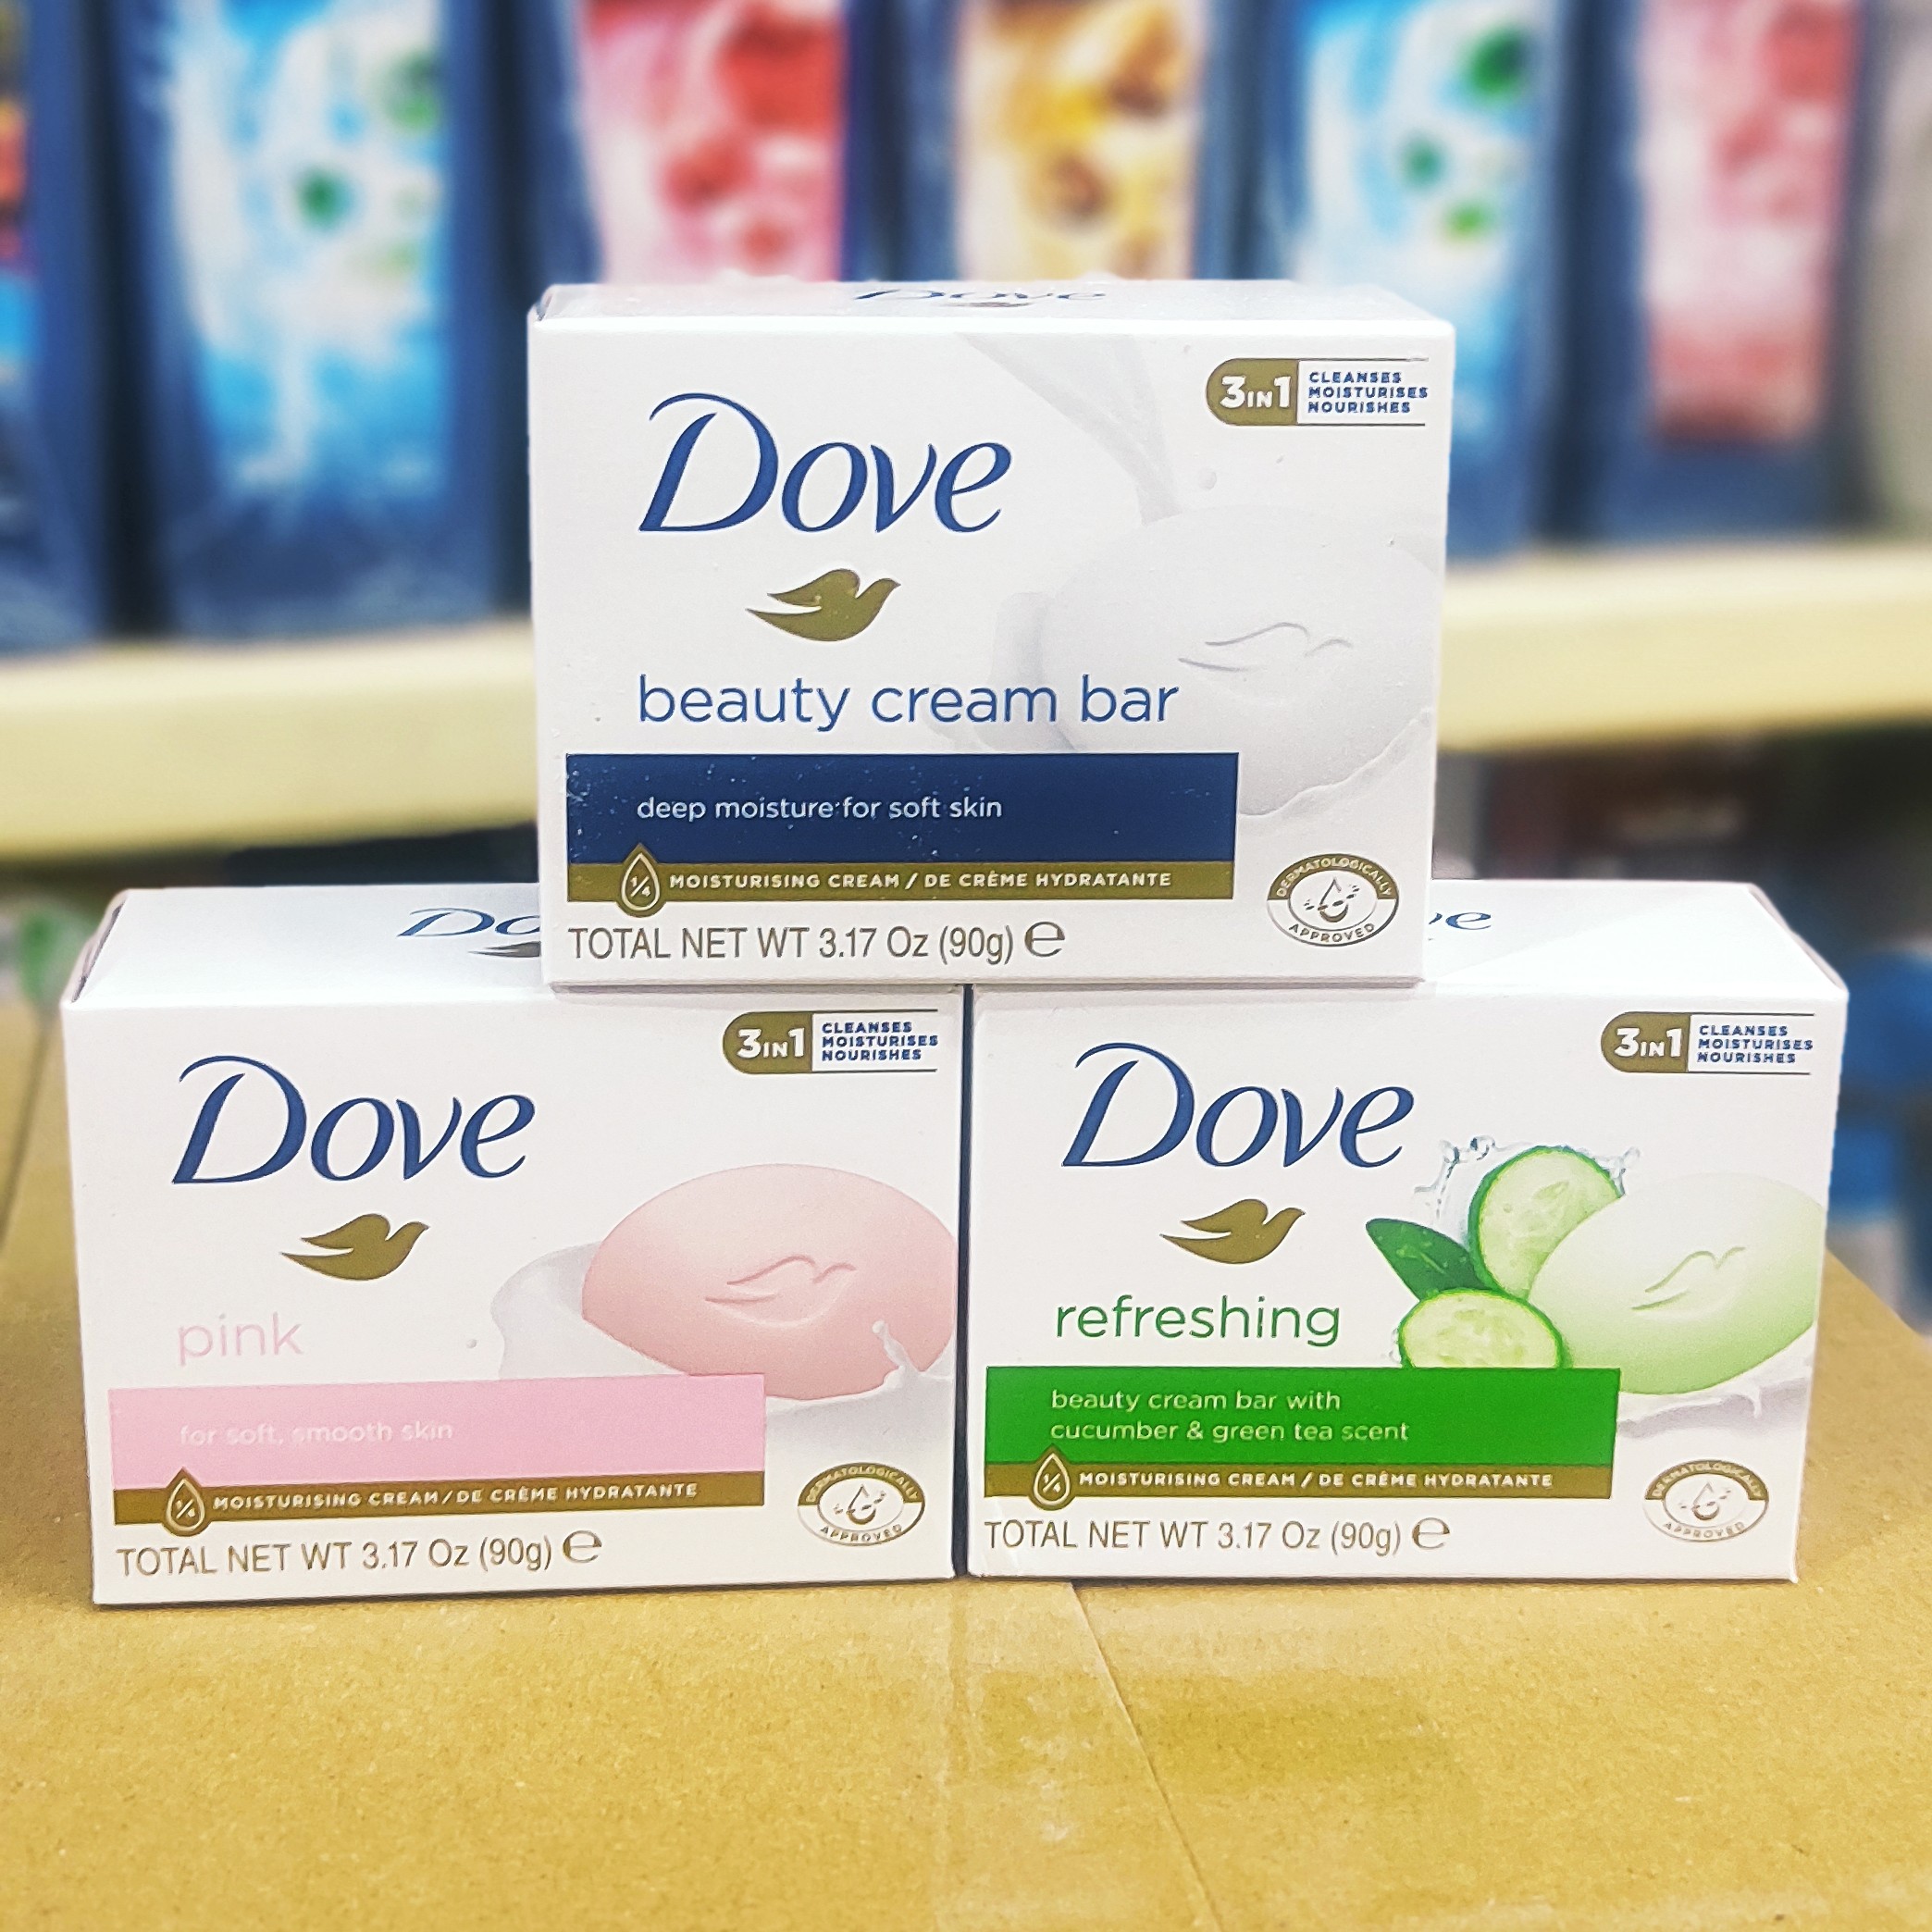 Dove
3IN1
CLEANSES
MOISTURISES
NOURISHES
Dove
beauty cream bar
deep moisture for soft skin
1/4 MOISTURISING CREAM / DE CRÈME HYDRATANTE
TOTAL NET WT 3.17 Oz (90g) ℮
DERMATOLOGICALLY
APPROVED
3IN1
CLEANSES
MOISTURISES
NOURISHES
Dove
pink
for soft, smooth skin
1/4 MOISTURISING CREAM / DE CRÈME HYDRATANTE
TOTAL NET WT 3.17 Oz (90g) ℮
DERMATOLOGICALLY
APPROVED
3IN1
CLEANSES
MOISTURISES
NOURISHES
Dove
refreshing
beauty cream bar with
cucumber & green tea scent
1/4 MOISTURISING CREAM / DE CRÈME HYDRATANTE
TOTAL NET WT 3.17 Oz (90g) ℮
DERMATOLOGICALLY
APPROVED